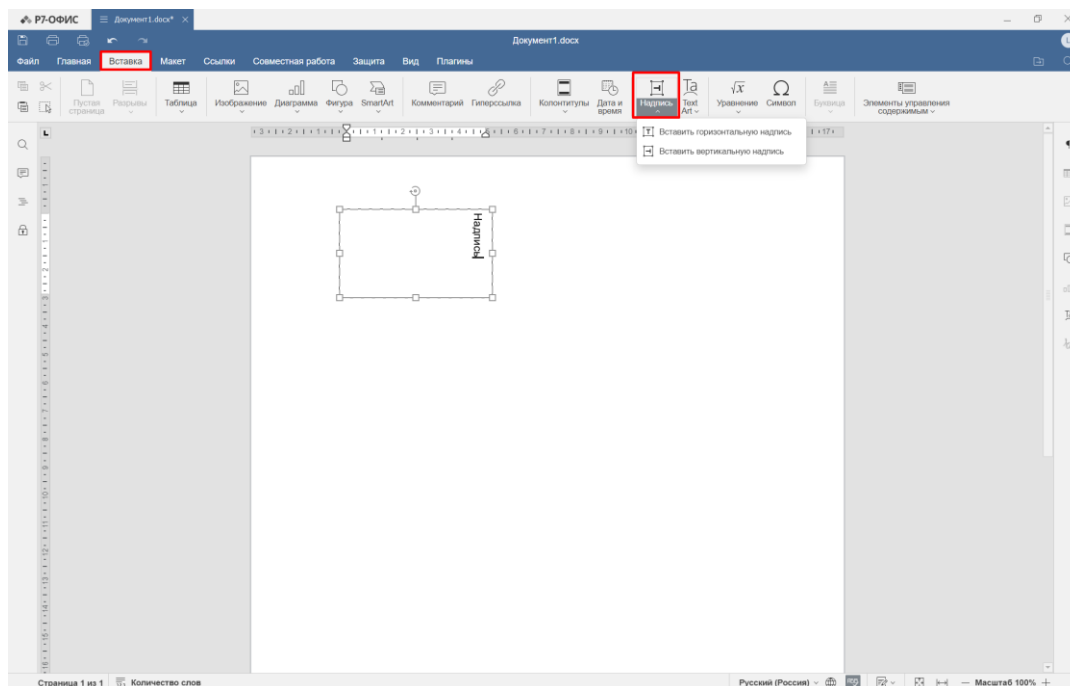 Р7-ОФИС
Документ1.docx*
Документ1.docx
Файл Главная Вставка Макет Ссылки Совместная работа Защита Вид Плагины
Пустая страница
Разрывы
Таблица
Изображение
Диаграмма
Фигура
SmartArt
Комментарий
Гиперссылка
Колонтитулы
Дата и время
Надпись
Text Art
Уравнение
Символ
Буквица
Элементы управления содержимым
Вставить горизонтальную надпись
Вставить вертикальную надпись
Надпись
Страница 1 из 1 Количество слов Русский (Россия) Масштаб 100%